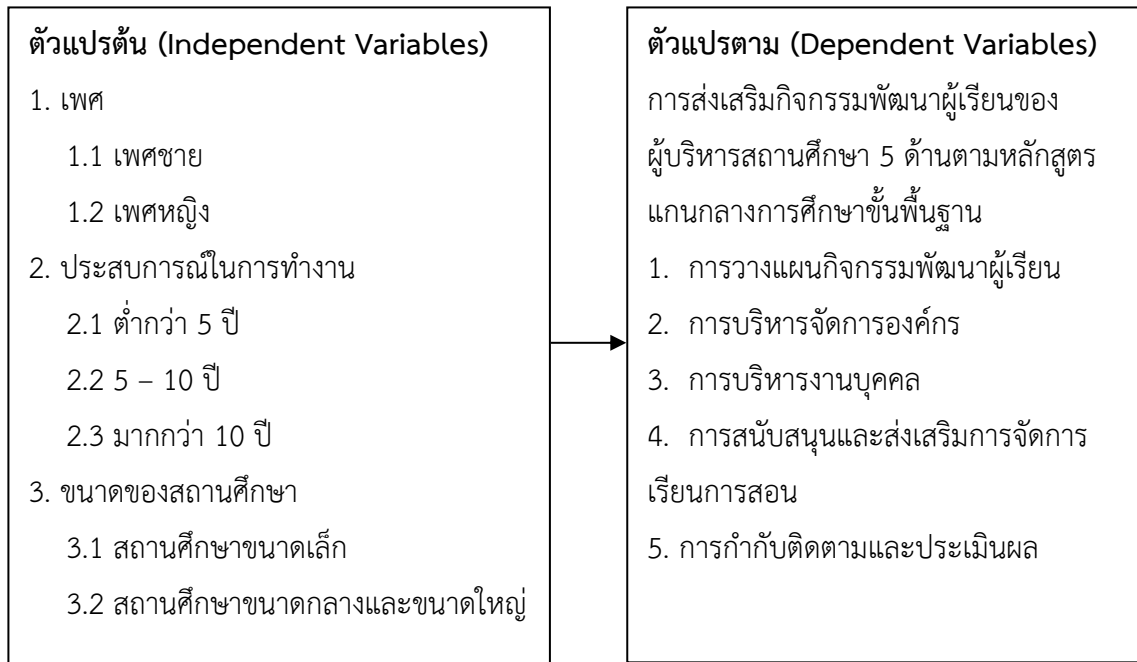 ตัวแปรต้น (Independent Variables)
1. เพศ
1.1 เพศชาย
1.2 เพศหญิง
2. ประสบการณ์ในการทำงาน
2.1 ต่ำกว่า 5 ปี
2.2 5 – 10 ปี
2.3 มากกว่า 10 ปี
3. ขนาดของสถานศึกษา
3.1 สถานศึกษาขนาดเล็ก
3.2 สถานศึกษาขนาดกลางและขนาดใหญ่
ตัวแปรตาม (Dependent Variables)
การส่งเสริมกิจกรรมพัฒนาผู้เรียนของ
ผู้บริหารสถานศึกษา 5 ด้านตามหลักสูตร
แกนกลางการศึกษาขั้นพื้นฐาน
1. การวางแผนกิจกรรมพัฒนาผู้เรียน
2. การบริหารจัดการองค์กร
3. การบริหารงานบุคคล
4. การสนับสนุนและส่งเสริมการจัดการ
เรียนการสอน
5. การกำกับติดตามและประเมินผล